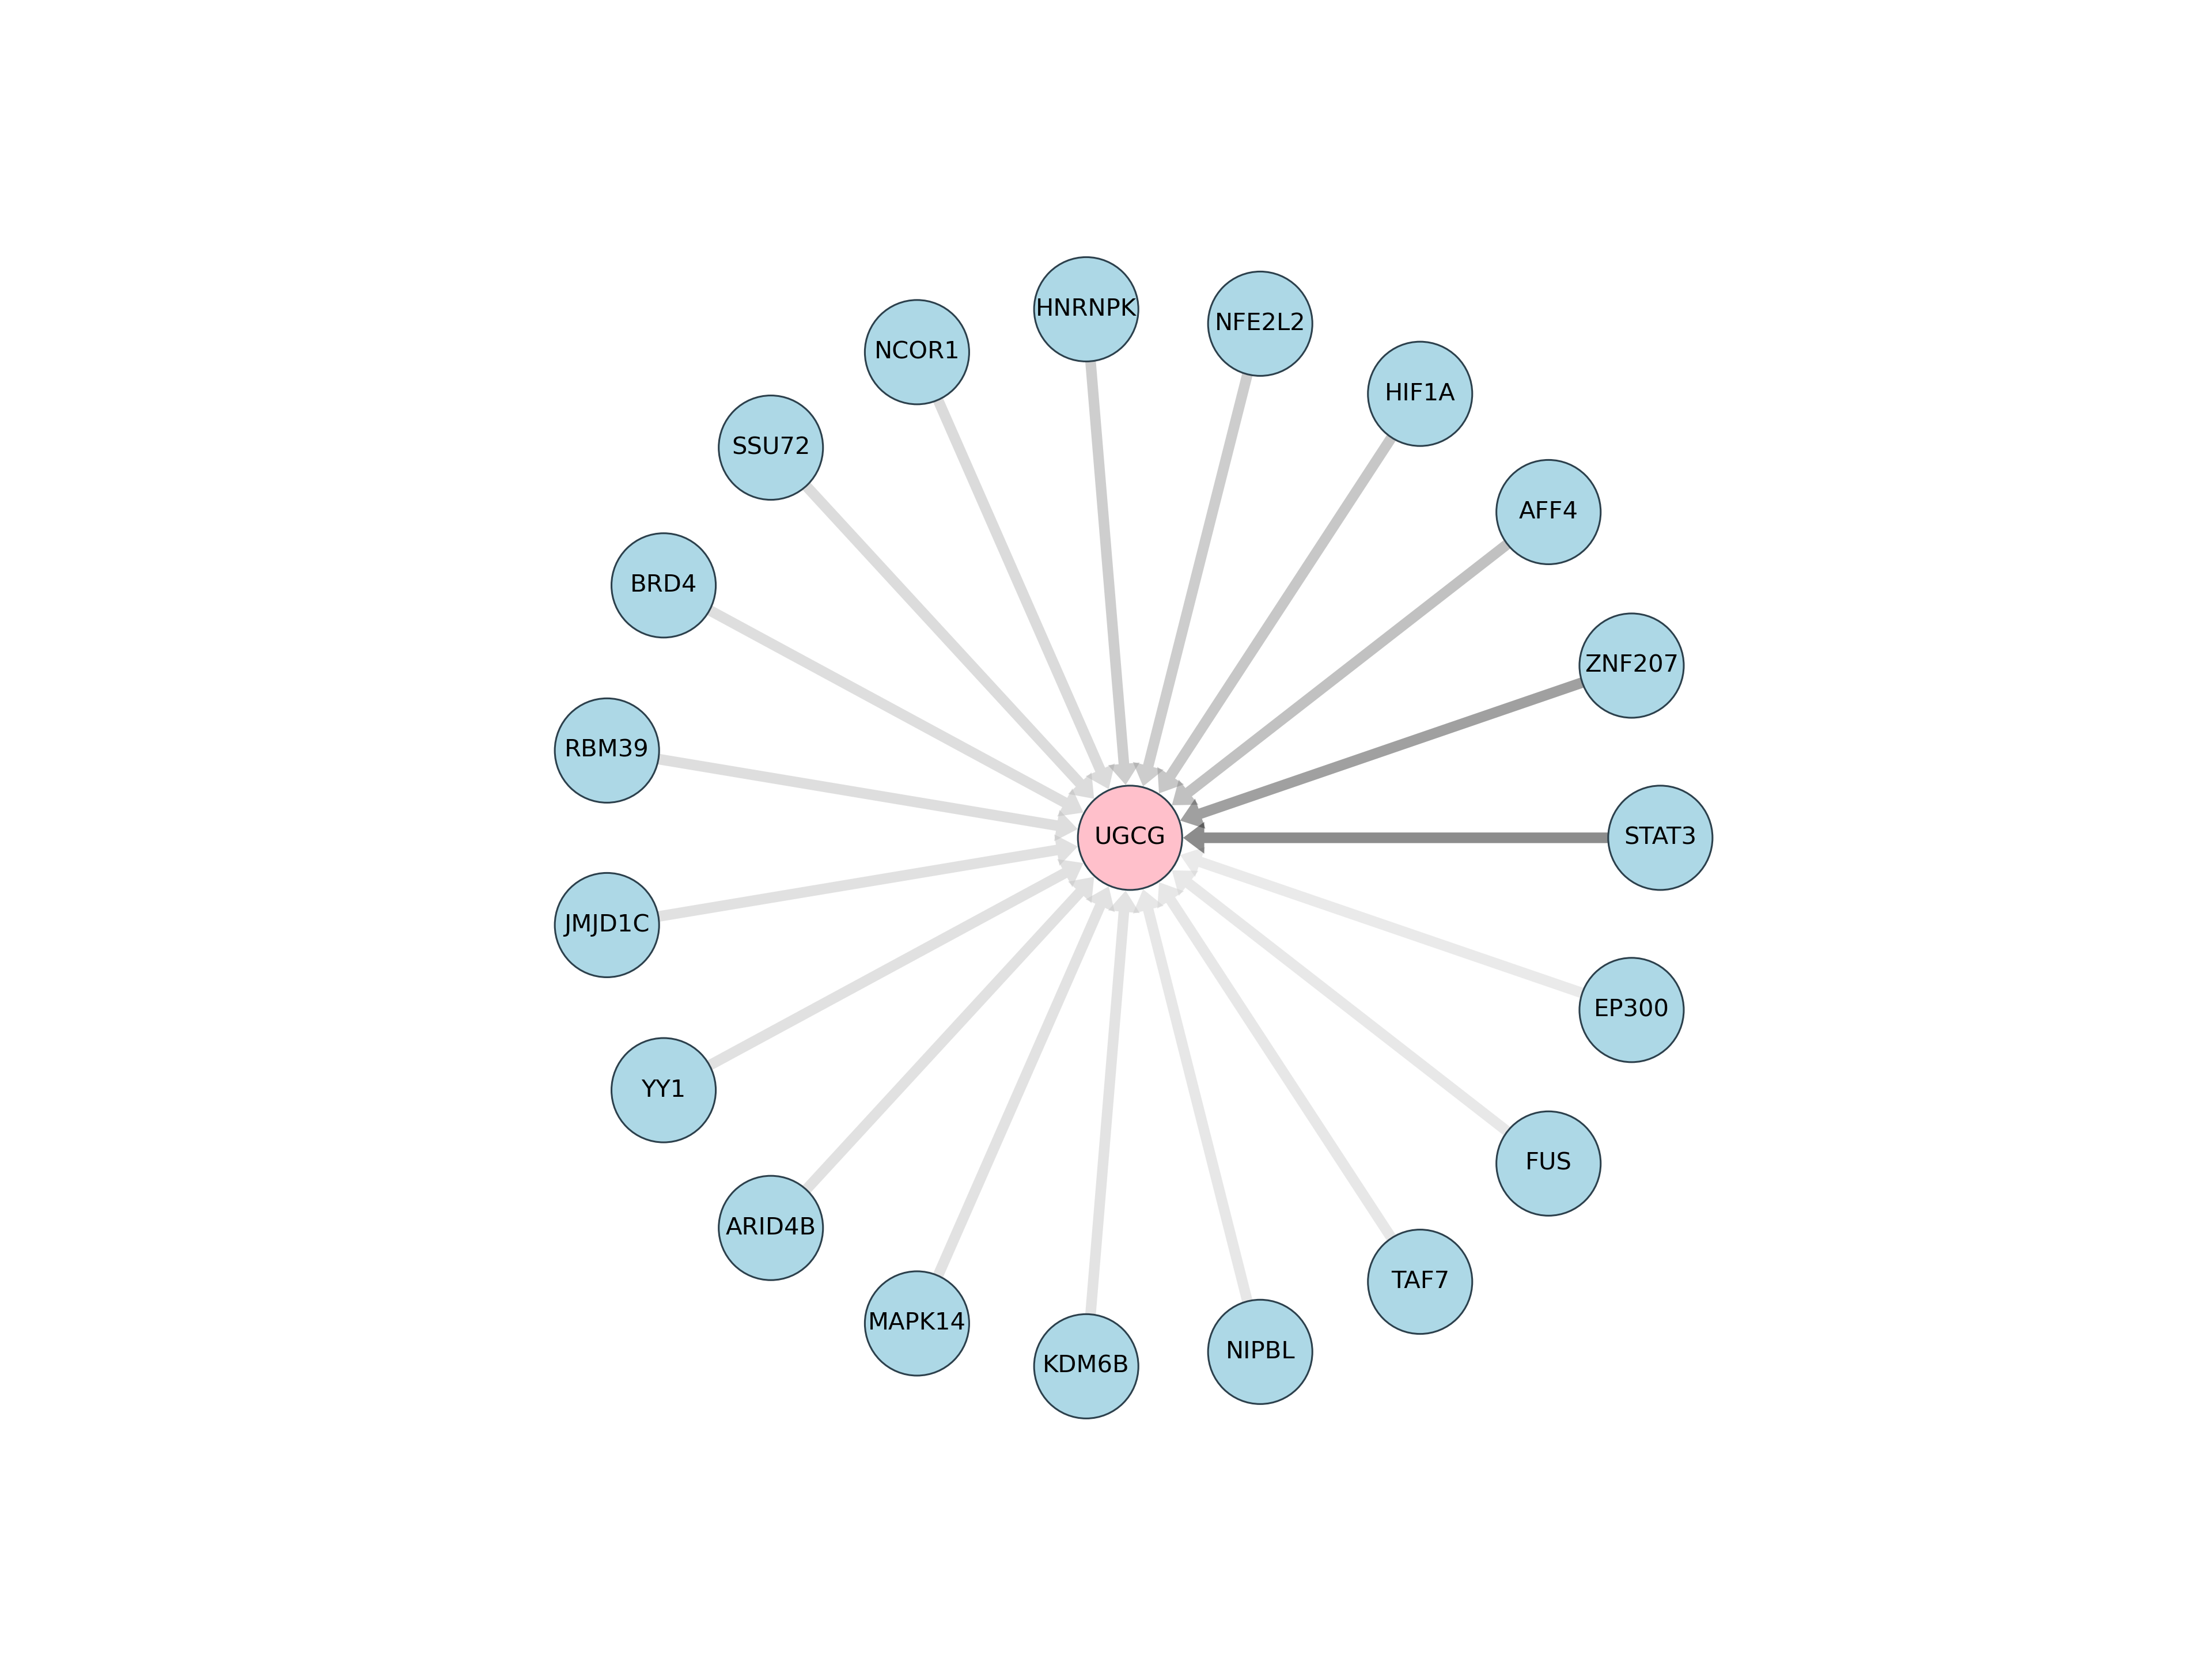 HNRNPK
NFE2L2
NCOR1
HIF1A
SSU72
AFF4
BRD4
ZNF207
RBM39
UGCG
STAT3
JMJD1C
EP300
YY1
FUS
ARID4B
TAF7
MAPK14
NIPBL
KDM6B